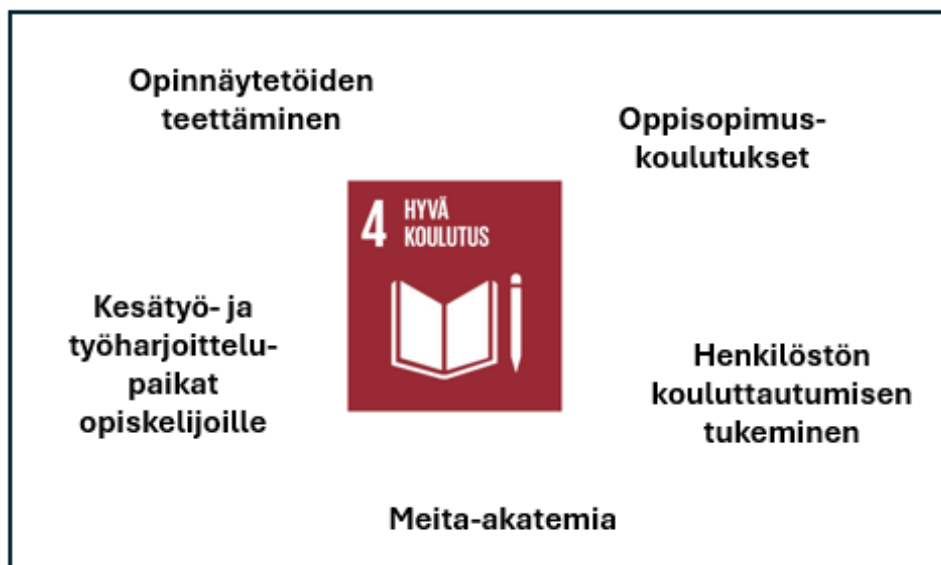 Opinnäytetöiden
teettäminen
Oppisopimus-
koulutukset
4 HYVÄ
KOULUTUS
Kesätyö- ja
työharjoittelu-
paikat
opiskelijoille
Henkilöstön
kouluttautumisen
tukeminen
Meita-akatemia